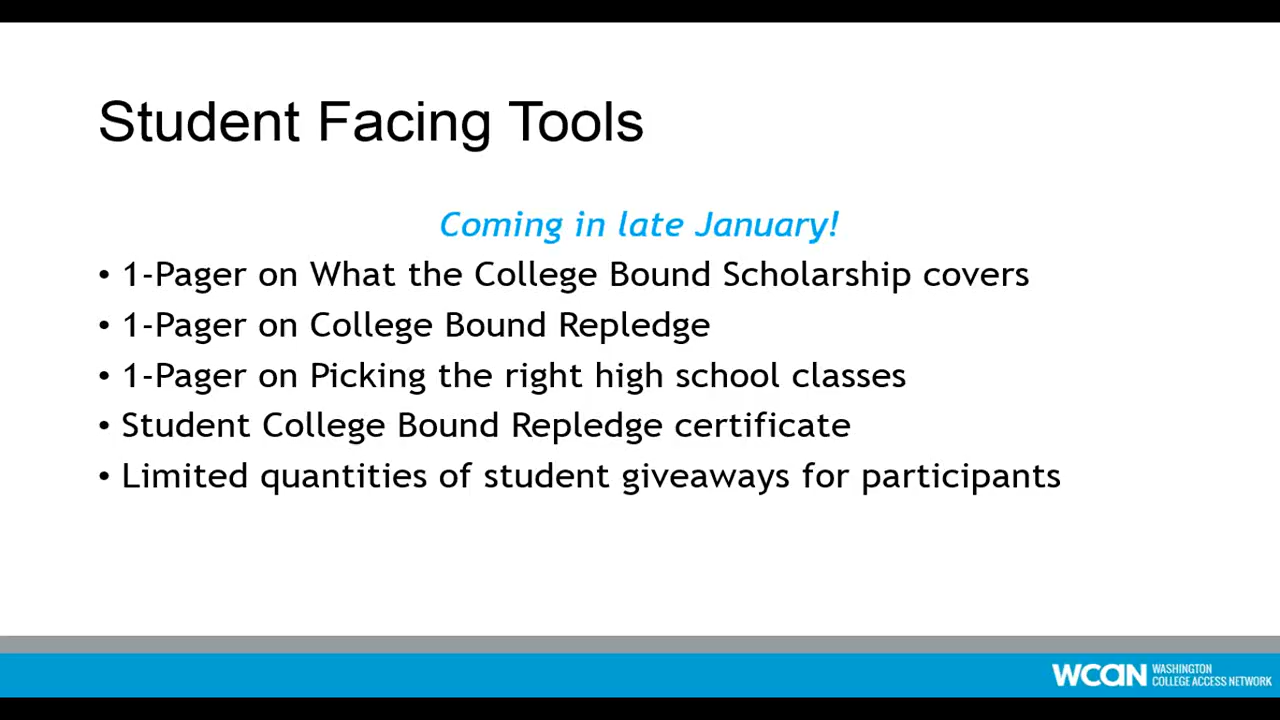 Student Facing Tools
Coming in late January!
• 1-Pager on What the College Bound Scholarship covers
• 1-Pager on College Bound Repledge
• 1-Pager on Picking the right high school classes
• Student College Bound Repledge certificate
• Limited quantities of student giveaways for participants
WCAN
WASHINGTON
COLLEGE ACCESS NETWORK